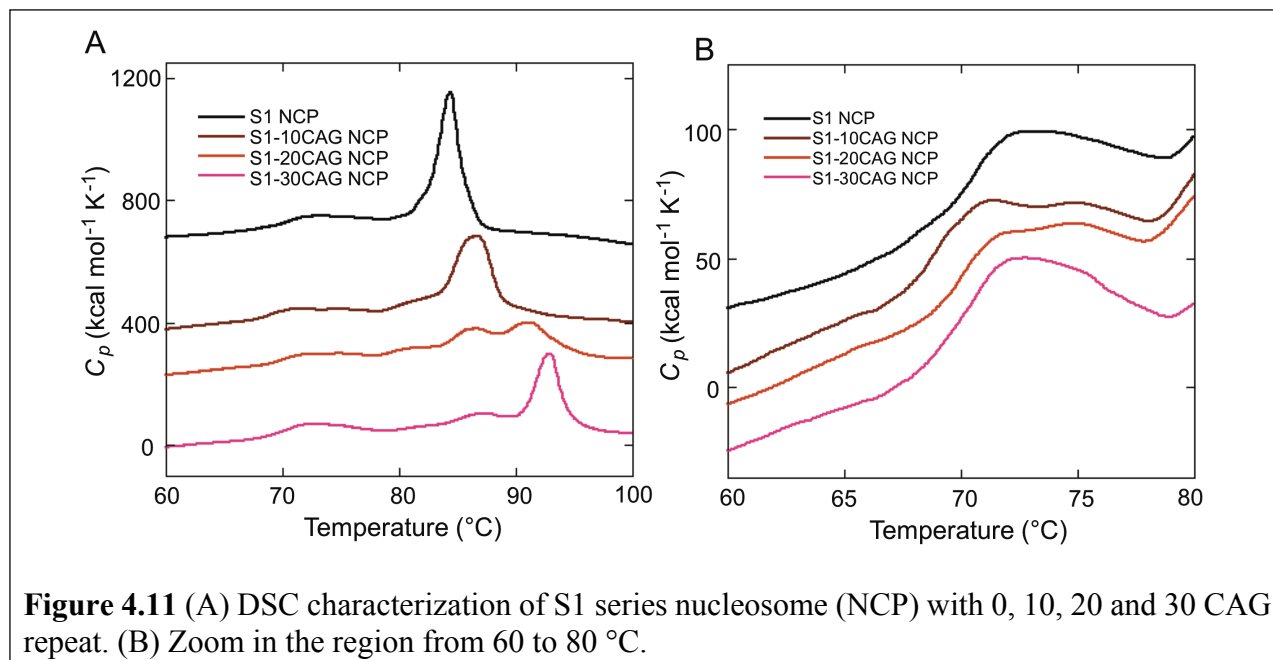 A
1200
800
400
0
C_p (kcal mol⁻¹ K⁻¹)
S1 NCP
S1-10CAG NCP
S1-20CAG NCP
S1-30CAG NCP
60 70 80 90 100
Temperature (°C)
B
100
50
0
C_p (kcal mol⁻¹ K⁻¹)
S1 NCP
S1-10CAG NCP
S1-20CAG NCP
S1-30CAG NCP
60 65 70 75 80
Temperature (°C)
Figure 4.11 (A) DSC characterization of S1 series nucleosome (NCP) with 0, 10, 20 and 30 CAG
repeat. (B) Zoom in the region from 60 to 80 °C.